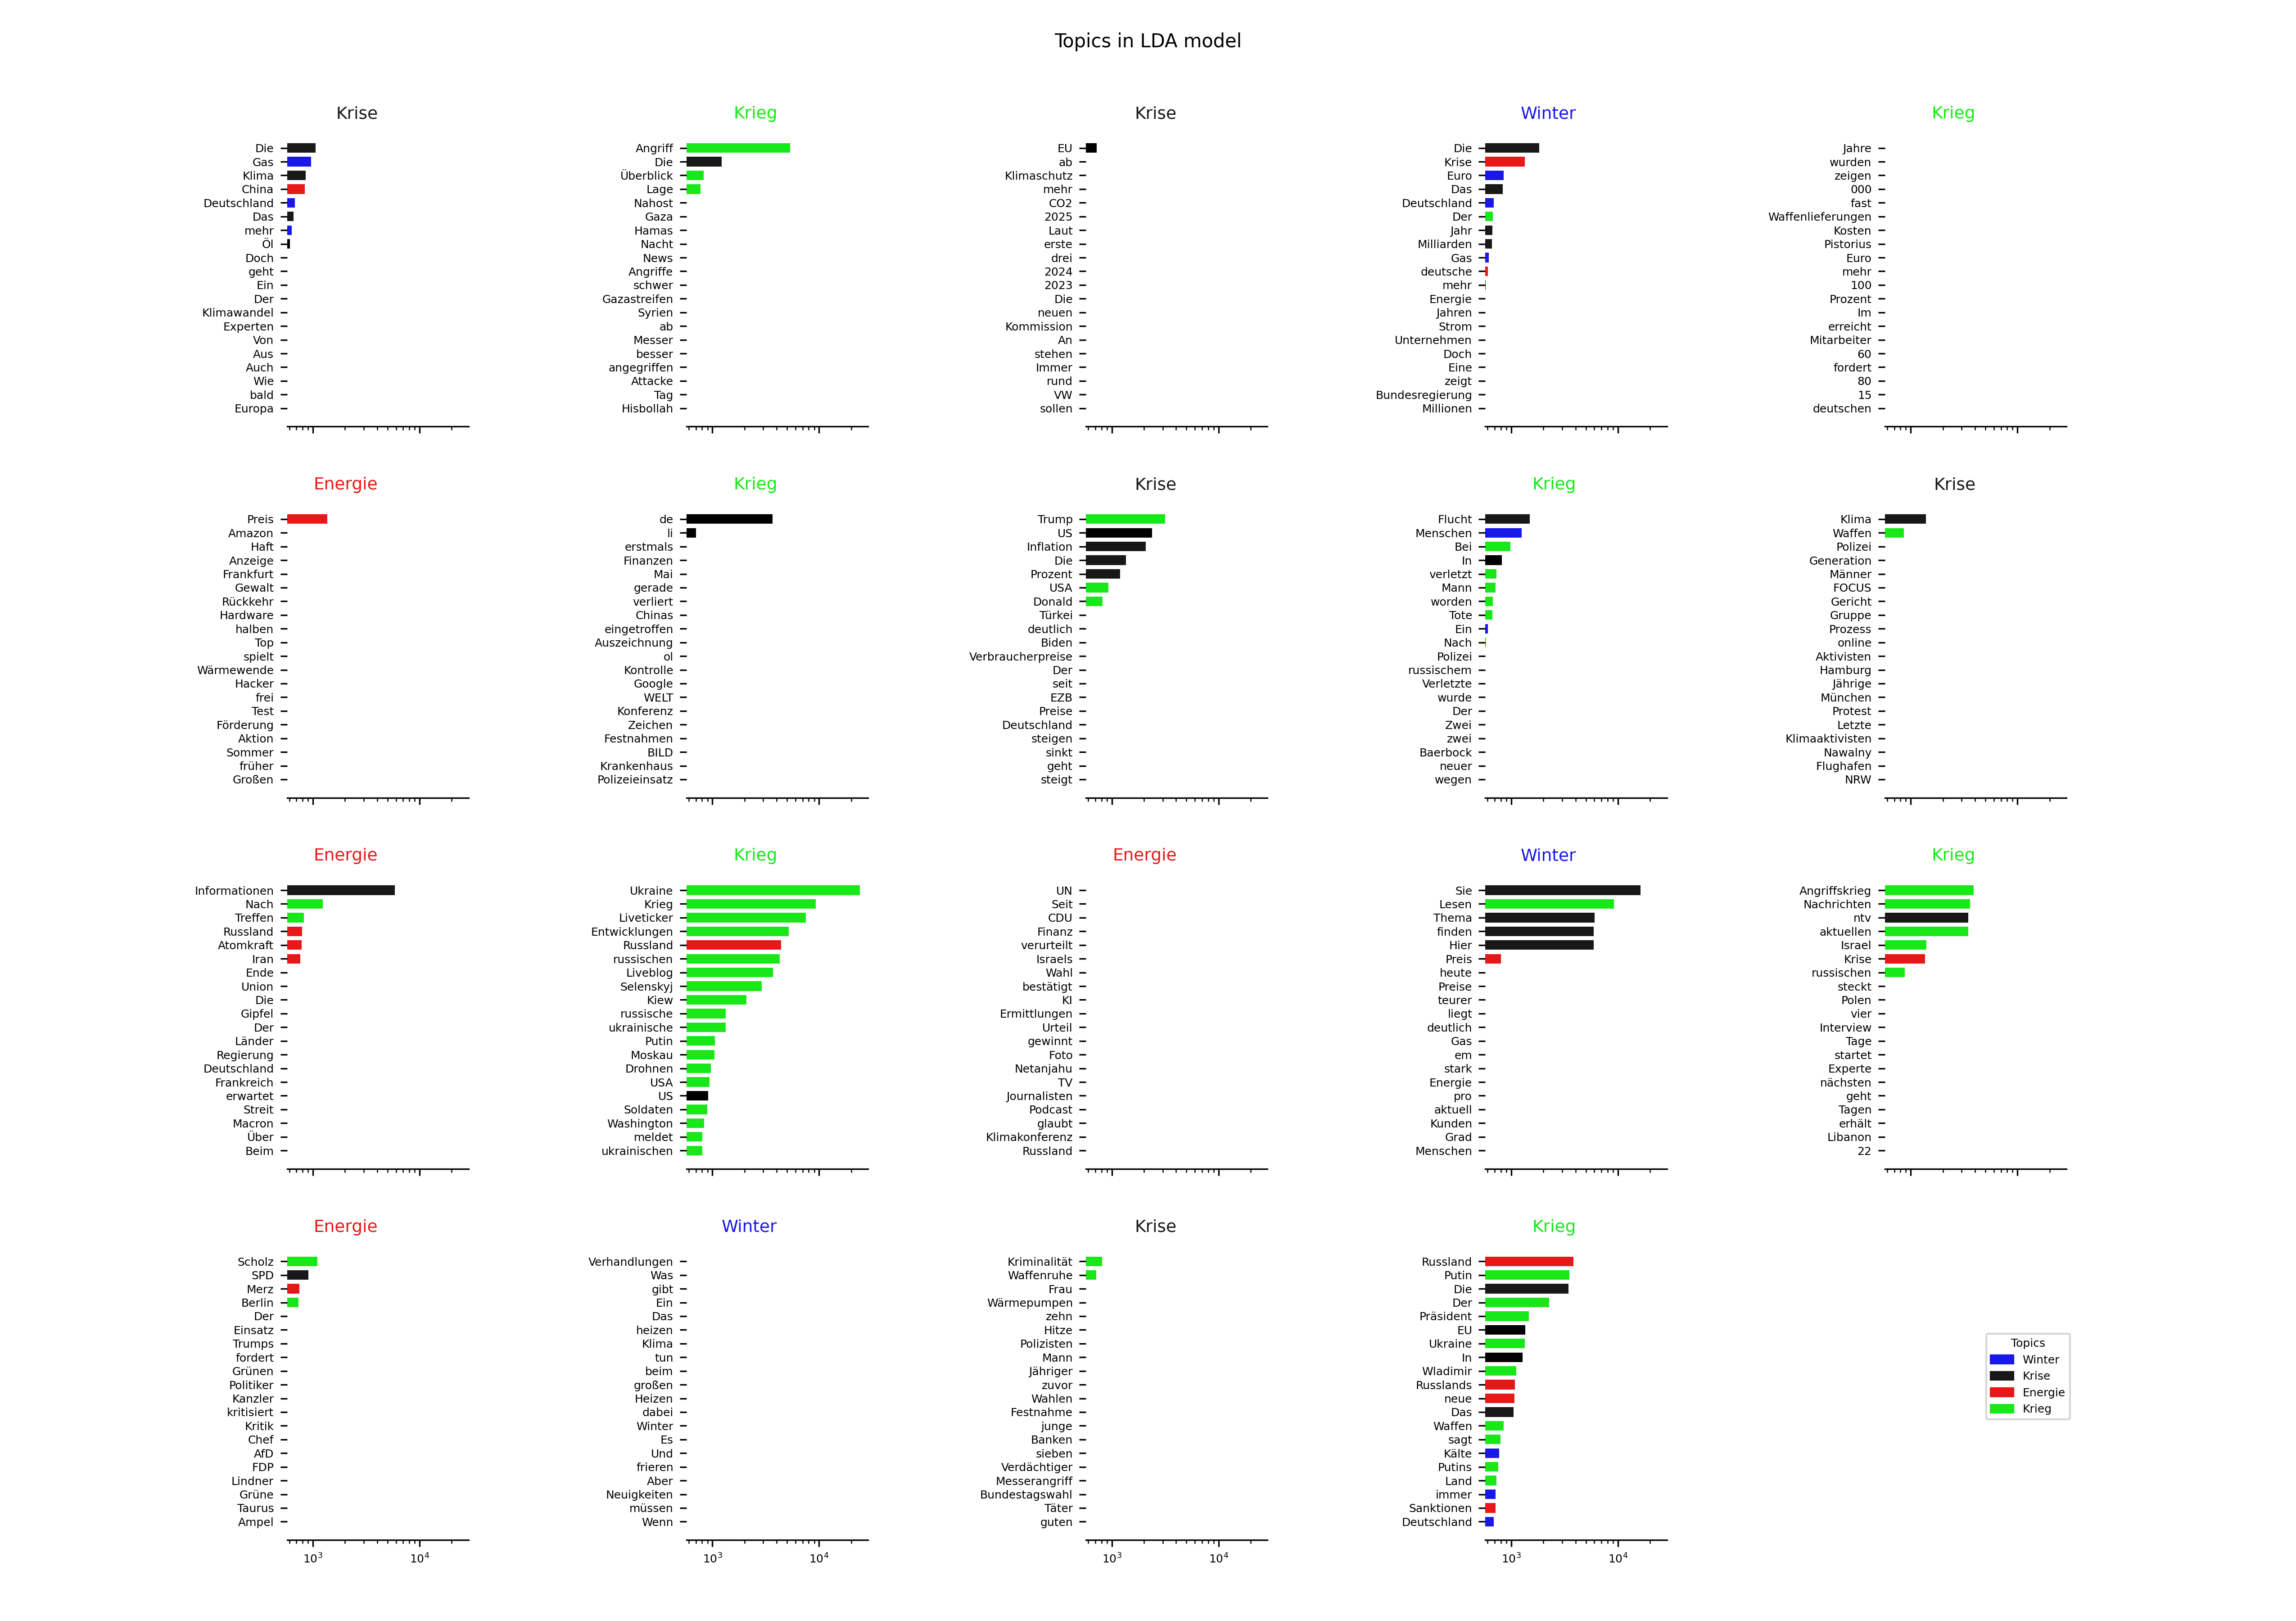 Topics in LDA model
Krise
Die
Gas
Klima
China
Deutschland
Das
mehr
Öl
Doch
geht
Ein
Der
Klimawandel
Experten
Von
Aus
Auch
Wie
bald
Europa
Krieg
Angriff
Die
Überblick
Lage
Nahost
Gaza
Hamas
Nacht
News
Angriffe
schwer
Gazastreifen
Syrien
ab
Messer
besser
angegriffen
Attacke
Tag
Hisbollah
Krise
EU
ab
Klimaschutz
mehr
CO2
2025
Laut
erste
drei
2024
2023
Die
neuen
Kommission
An
stehen
Immer
rund
VW
sollen
Winter
Die
Krise
Euro
Das
Deutschland
Der
Jahr
Milliarden
Gas
deutsche
mehr
Energie
Jahren
Strom
Unternehmen
Doch
Eine
zeigt
Bundesregierung
Millionen
Krieg
Jahre
wurden
zeigen
000
fast
Waffenlieferungen
Kosten
Pistorius
Euro
mehr
100
Prozent
Im
erreicht
Mitarbeiter
60
fordert
80
15
deutschen
Energie
Preis
Amazon
Haft
Anzeige
Frankfurt
Gewalt
Rückkehr
Hardware
halben
Top
spielt
Wärmewende
Hacker
frei
Test
Förderung
Aktion
Sommer
früher
Großen
Krieg
de
li
erstmals
Finanzen
Mai
gerade
verliert
Chinas
eingetroffen
Auszeichnung
ol
Kontrolle
Google
WELT
Konferenz
Zeichen
Festnahmen
BILD
Krankenhaus
Polizeieinsatz
Krise
Trump
US
Inflation
Die
Prozent
USA
Donald
Türkei
deutlich
Biden
Verbraucherpreise
Der
seit
EZB
Preise
Deutschland
steigen
sinkt
geht
steigt
Krieg
Flucht
Menschen
Bei
In
verletzt
Mann
worden
Tote
Ein
Nach
Polizei
russischem
Verletzte
wurde
Der
Zwei
zwei
Baerbock
neuer
wegen
Krise
Klima
Waffen
Polizei
Generation
Männer
FOCUS
Gericht
Gruppe
Prozess
online
Aktivisten
Hamburg
Jährige
München
Protest
Letzte
Klimaaktivisten
Nawalny
Flughafen
NRW
Energie
Informationen
Nach
Treffen
Russland
Atomkraft
Iran
Ende
Union
Die
Gipfel
Der
Länder
Regierung
Deutschland
Frankreich
erwartet
Streit
Macron
Über
Beim
Krieg
Ukraine
Krieg
Liveticker
Entwicklungen
Russland
russischen
Liveblog
Selenskyj
Kiew
russische
ukrainische
Putin
Moskau
Drohnen
USA
US
Soldaten
Washington
meldet
ukrainischen
Energie
UN
Seit
CDU
Finanz
verurteilt
Israels
Wahl
bestätigt
KI
Ermittlungen
Urteil
gewinnt
Foto
Netanjahu
TV
Journalisten
Podcast
glaubt
Klimakonferenz
Russland
Winter
Sie
Lesen
Thema
finden
Hier
Preis
heute
Preise
teurer
liegt
deutlich
Gas
em
stark
Energie
pro
aktuell
Kunden
Grad
Menschen
Krieg
Angriffskrieg
Nachrichten
ntv
aktuellen
Israel
Krise
russischen
steckt
Polen
vier
Interview
Tage
startet
Experte
nächsten
geht
Tagen
erhält
Libanon
22
Energie
Scholz
SPD
Merz
Berlin
Der
Einsatz
Trumps
fordert
Grünen
Politiker
Kanzler
kritisiert
Kritik
Chef
AfD
FDP
Lindner
Grüne
Taurus
Ampel
10³ 10⁴
Winter
Verhandlungen
Was
gibt
Ein
Das
heizen
Klima
tun
beim
großen
Heizen
dabei
Winter
Es
Und
frieren
Aber
Neuigkeiten
müssen
Wenn
10³ 10⁴
Krise
Kriminalität
Waffenruhe
Frau
Wärmepumpen
zehn
Hitze
Polizisten
Mann
Jähriger
zuvor
Wahlen
Festnahme
junge
Banken
sieben
Verdächtiger
Messerangriff
Bundestagswahl
Täter
guten
10³ 10⁴
Krieg
Russland
Putin
Die
Der
Präsident
EU
Ukraine
In
Wladimir
Russlands
neue
Das
Waffen
sagt
Kälte
Putins
Land
immer
Sanktionen
Deutschland
10³ 10⁴
Topics
Winter
Krise
Energie
Krieg